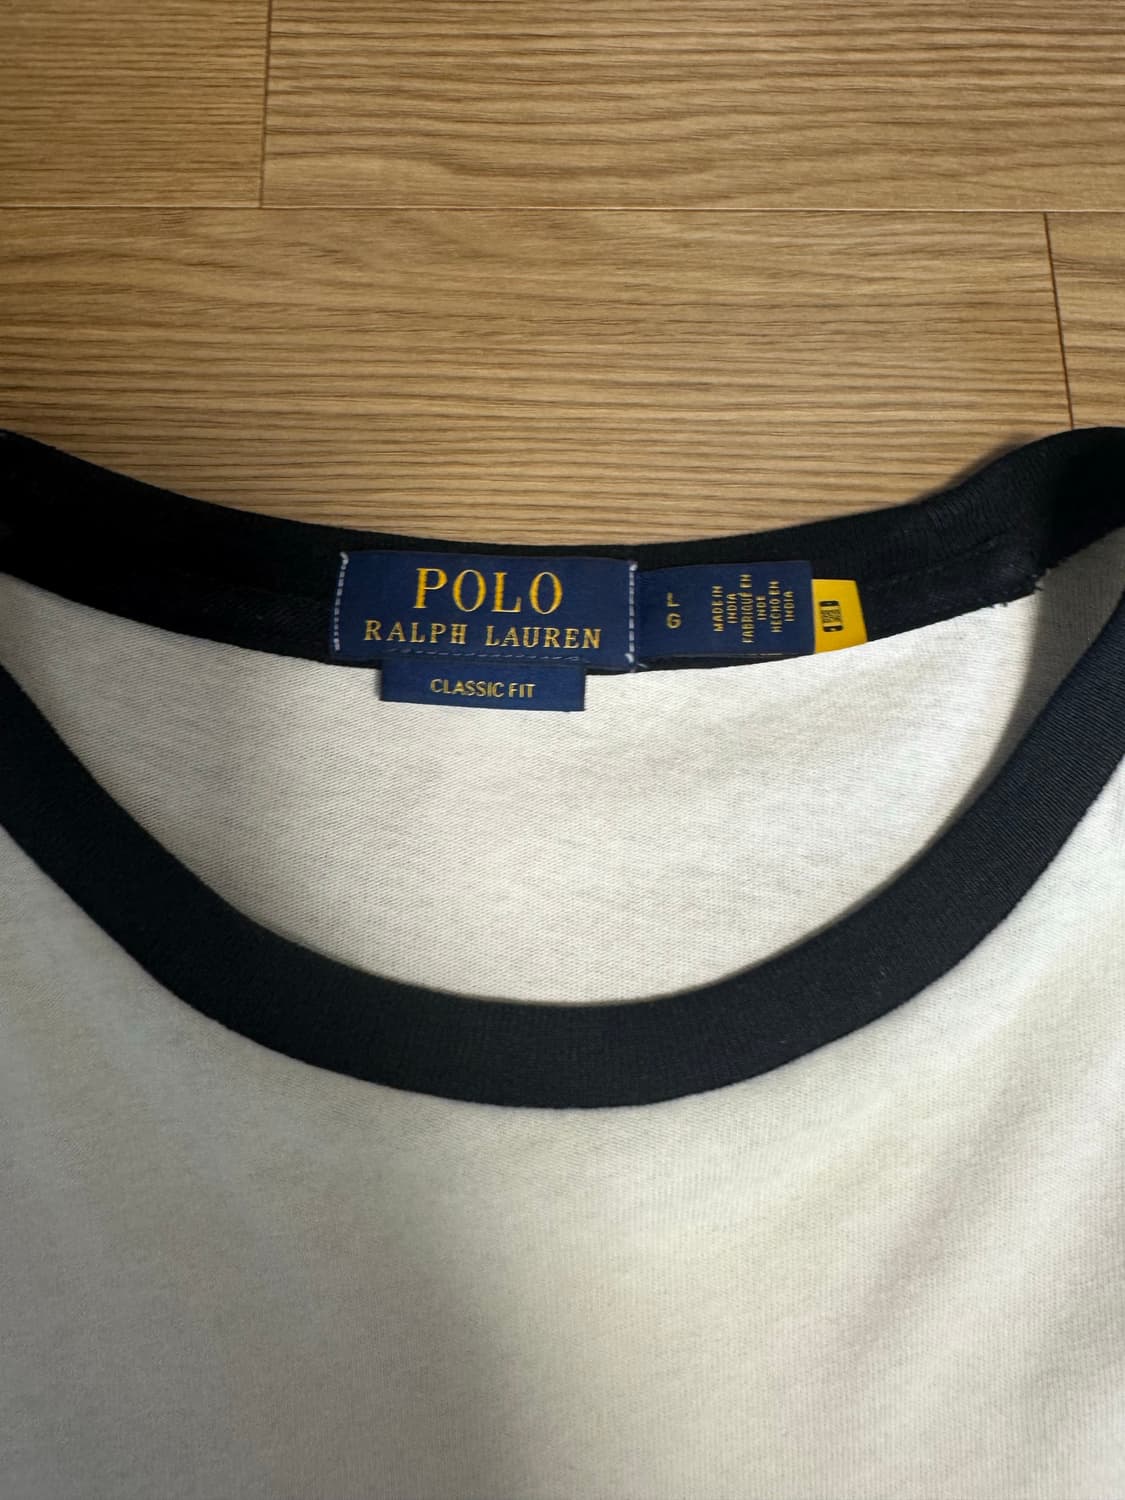 POLO
RALPH LAUREN
CLASSIC FIT
L
G
MADE IN
INDIA
FABRIQUÉ EN
INDE
HECHO EN
INDIA